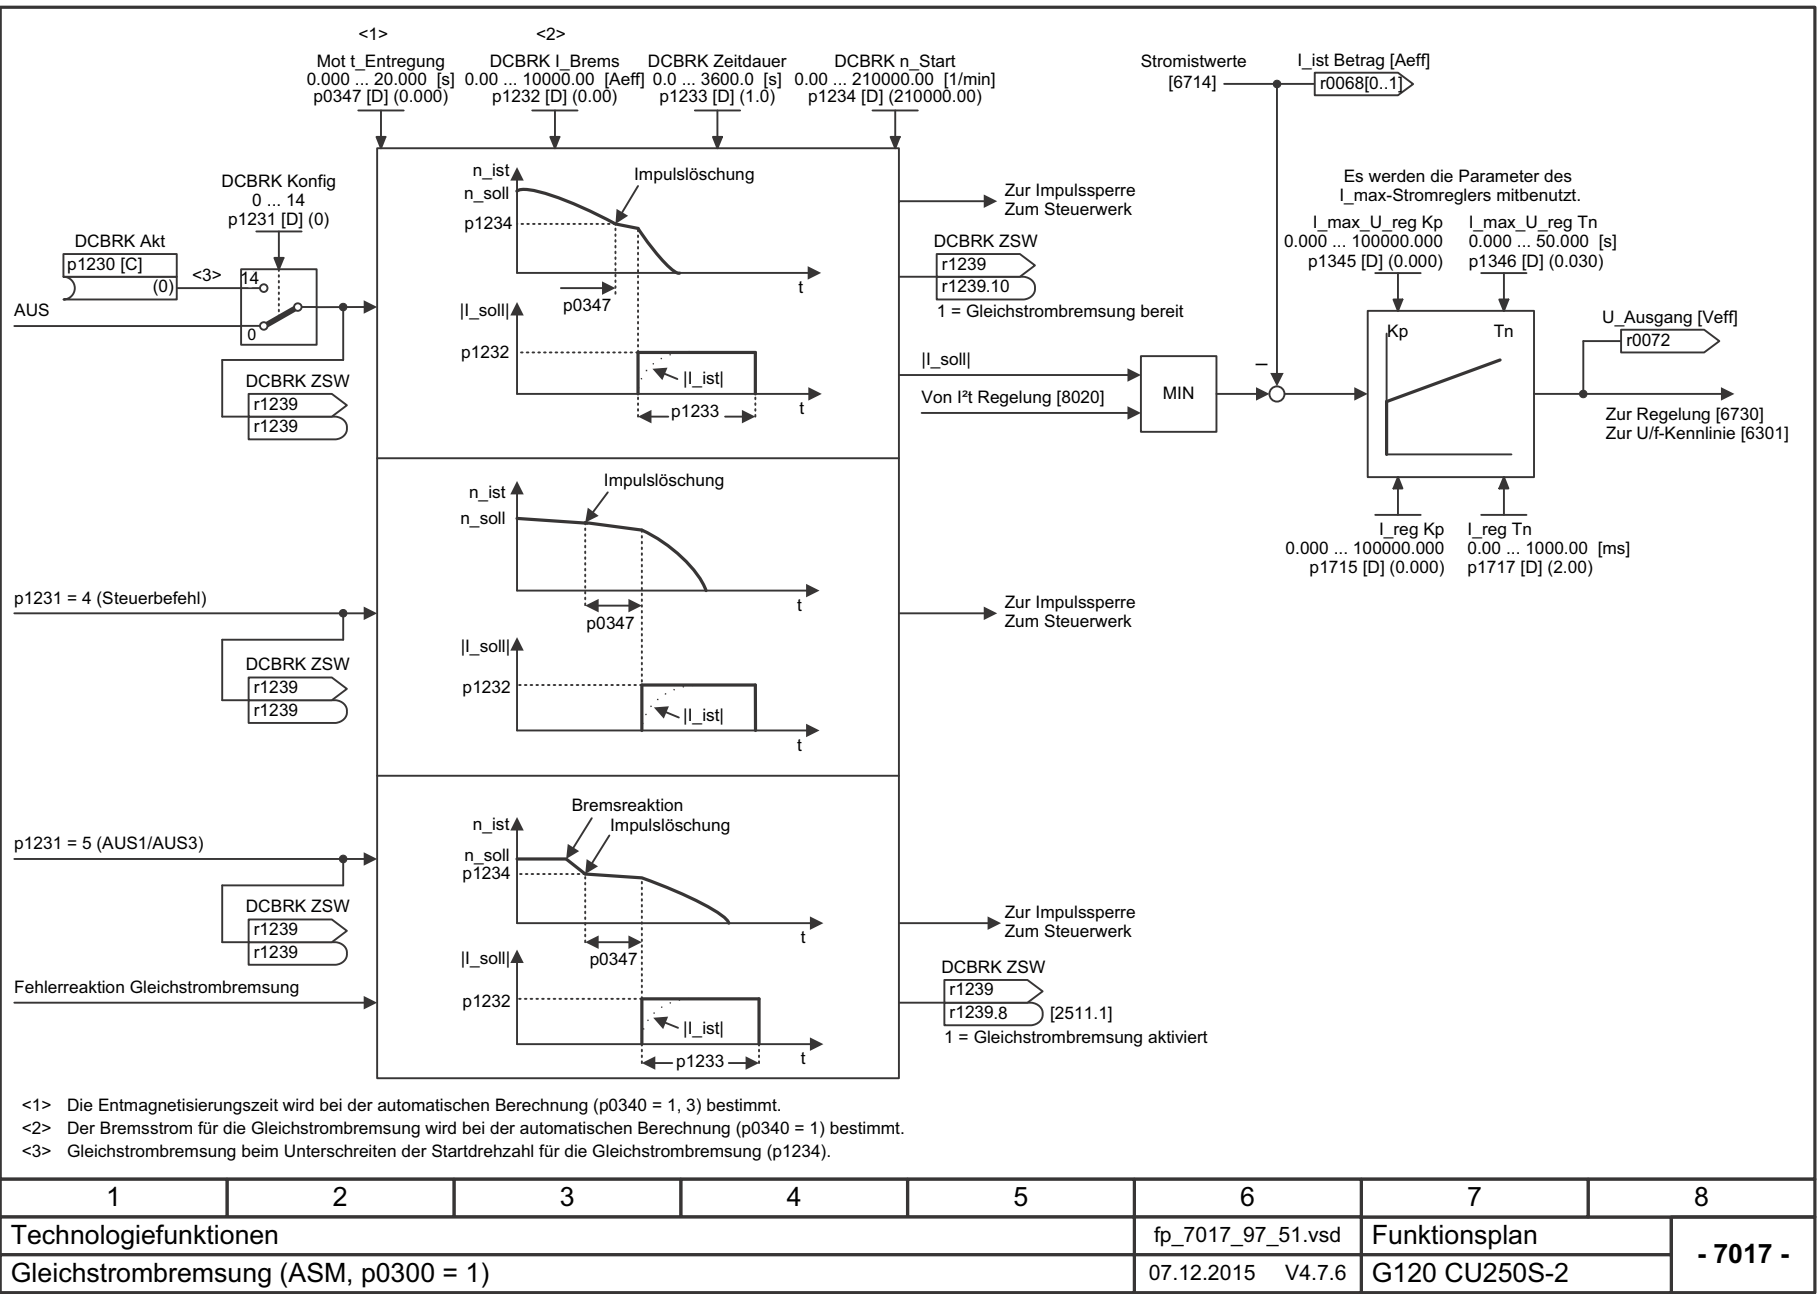 <1>
Mot t_Entregung
0.000 ... 20.000 [s]
p0347 [D] (0.000)
<2>
DCBRK I_Brems
0.00 ... 10000.00 [Aeff]
p1232 [D] (0.00)
DCBRK Zeitdauer
0.0 ... 3600.0 [s]
p1233 [D] (1.0)
DCBRK n_Start
0.00 ... 210000.00 [1/min]
p1234 [D] (210000.00)
Stromistwerte
[6714]
I_ist Betrag [Aeff]
r0068[0..1]
DCBRK Konfig
0 ... 14
p1231 [D] (0)
DCBRK Akt
p1230 [C]
(0)
<3>
14
0
AUS
DCBRK ZSW
r1239
r1239
n_ist
n_soll
p1234
Impulslöschung
t
p0347
|I_soll|
p1232
|I_ist|
p1233
t
Zur Impulssperre
Zum Steuerwerk
DCBRK ZSW
r1239
r1239.10
1 = Gleichstrombremsung bereit
|I_soll|
Von I²t Regelung [8020]
MIN
–
Es werden die Parameter des
I_max-Stromreglers mitbenutzt.
I_max_U_reg Kp
0.000 ... 100000.000
p1345 [D] (0.000)
I_max_U_reg Tn
0.000 ... 50.000 [s]
p1346 [D] (0.030)
Kp
Tn
U_Ausgang [Veff]
r0072
Zur Regelung [6730]
Zur U/f-Kennlinie [6301]
I_reg Kp
0.000 ... 100000.000
p1715 [D] (0.000)
I_reg Tn
0.00 ... 1000.00 [ms]
p1717 [D] (2.00)
p1231 = 4 (Steuerbefehl)
DCBRK ZSW
r1239
r1239
n_ist
n_soll
Impulslöschung
t
p0347
|I_soll|
p1232
|I_ist|
t
Zur Impulssperre
Zum Steuerwerk
p1231 = 5 (AUS1/AUS3)
DCBRK ZSW
r1239
r1239
Fehlerreaktion Gleichstrombremsung
Bremsreaktion
Impulslöschung
n_ist
n_soll
p1234
t
p0347
|I_soll|
p1232
|I_ist|
p1233
t
Zur Impulssperre
Zum Steuerwerk
DCBRK ZSW
r1239
r1239.8
[2511.1]
1 = Gleichstrombremsung aktiviert
<1> Die Entmagnetisierungszeit wird bei der automatischen Berechnung (p0340 = 1, 3) bestimmt.
<2> Der Bremsstrom für die Gleichstrombremsung wird bei der automatischen Berechnung (p0340 = 1) bestimmt.
<3> Gleichstrombremsung beim Unterschreiten der Startdrehzahl für die Gleichstrombremsung (p1234).
1 2 3 4 5 6 7 8
Technologiefunktionen
fp_7017_97_51.vsd
Funktionsplan
- 7017 -
Gleichstrombremsung (ASM, p0300 = 1)
07.12.2015 V4.7.6
G120 CU250S-2